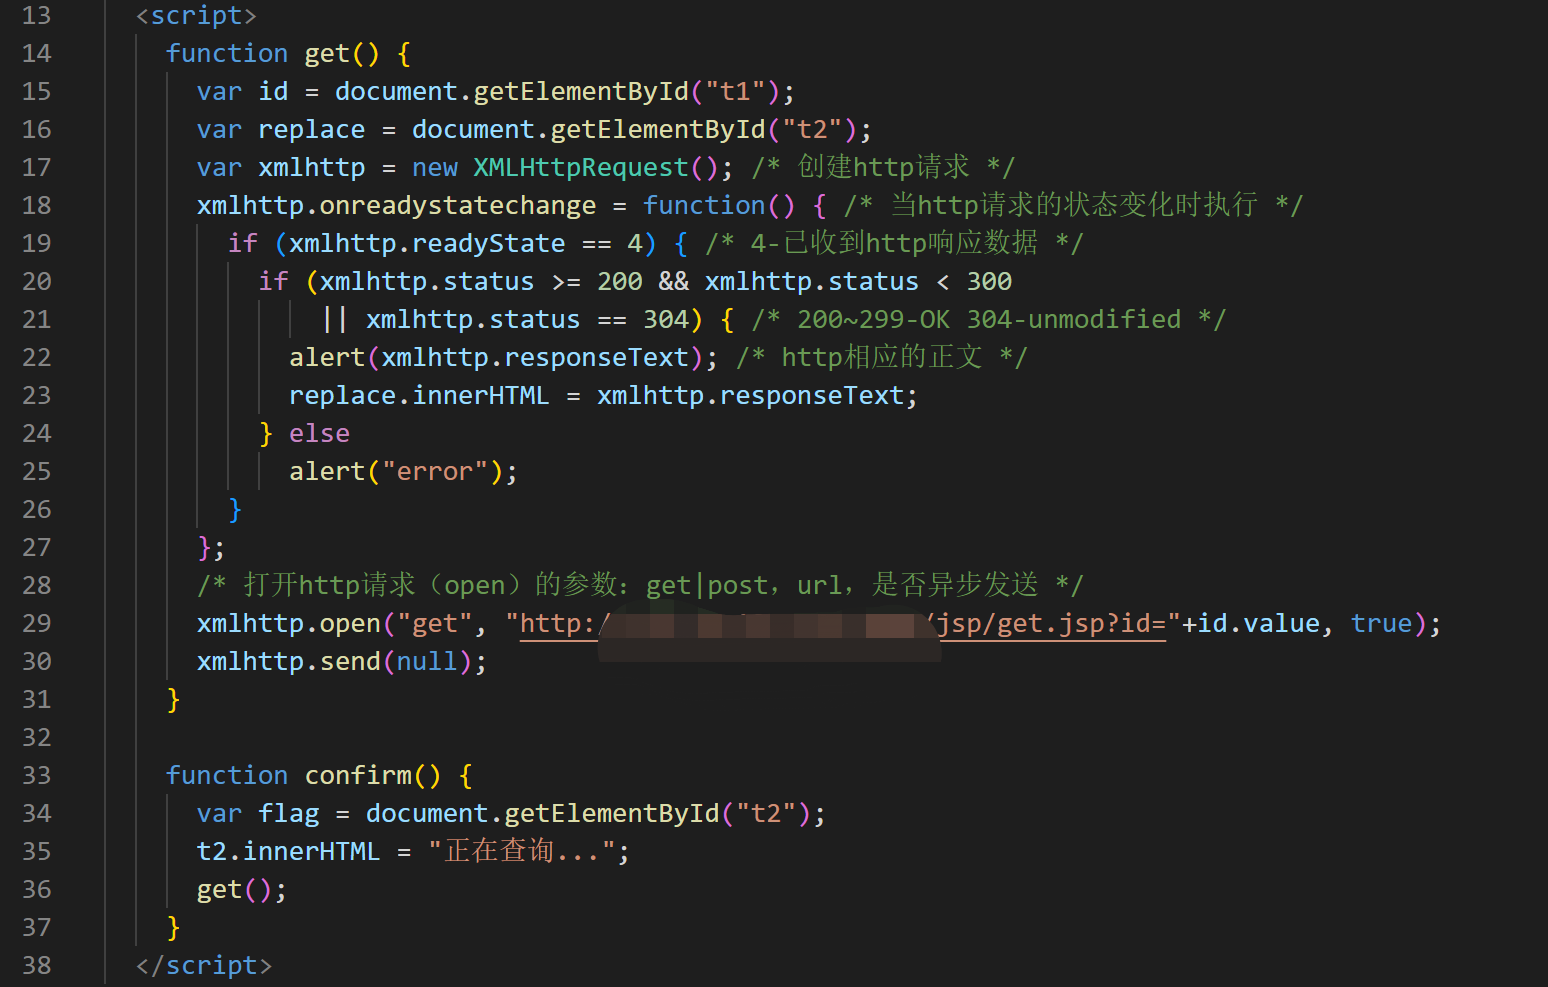 13 <script>
14 function get() {
15 var id = document.getElementById("t1");
16 var replace = document.getElementById("t2");
17 var xmlhttp = new XMLHttpRequest(); /* 创建http请求 */
18 xmlhttp.onreadystatechange = function() { /* 当http请求的状态变化时执行 */
19 if (xmlhttp.readyState == 4) { /* 4-已收到http响应数据 */
20 if (xmlhttp.status >= 200 && xmlhttp.status < 300
21 || xmlhttp.status == 304) { /* 200~299-OK 304-unmodified */
22 alert(xmlhttp.responseText); /* http相应的正文 */
23 replace.innerHTML = xmlhttp.responseText;
24 } else
25 alert("error");
26 }
27 };
28 /* 打开http请求（open）的参数：get|post，url，是否异步发送 */
29 xmlhttp.open("get", "http:/ /jsp/get.jsp?id="+id.value, true);
30 xmlhttp.send(null);
31 }
32
33 function confirm() {
34 var flag = document.getElementById("t2");
35 t2.innerHTML = "正在查询...";
36 get();
37 }
38 </script>